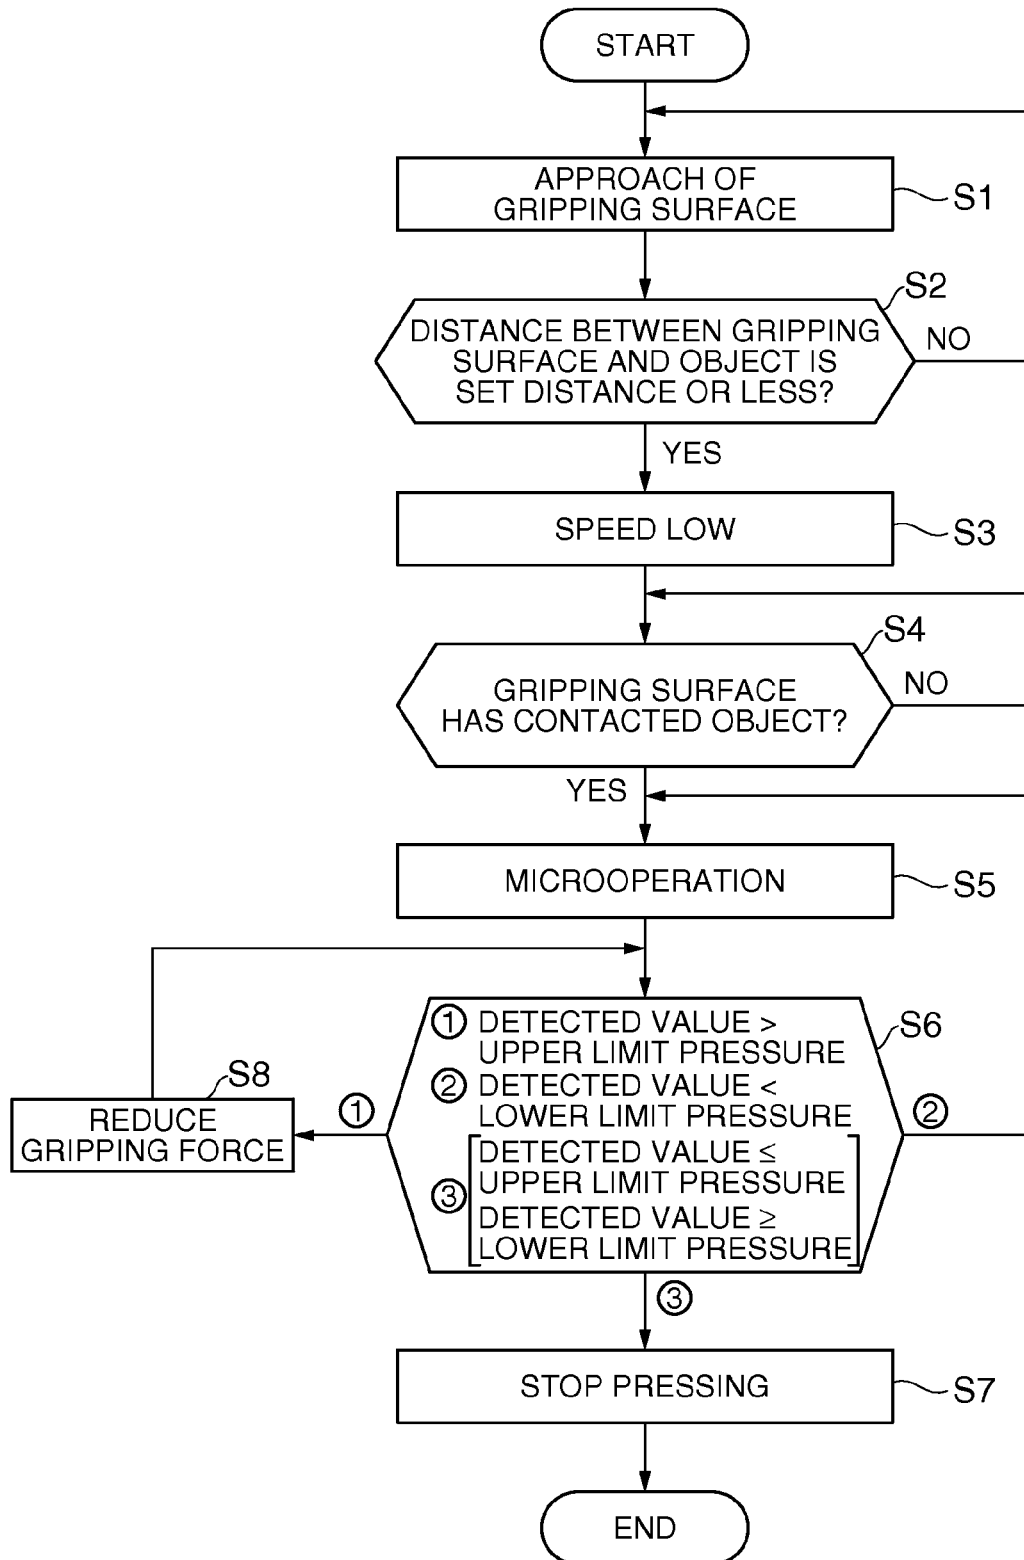 START
APPROACH OF
GRIPPING SURFACE
S1
S2
DISTANCE BETWEEN GRIPPING
SURFACE AND OBJECT IS
SET DISTANCE OR LESS?
NO
YES
SPEED LOW
S3
S4
GRIPPING SURFACE
HAS CONTACTED OBJECT?
NO
YES
MICROOPERATION
S5
S6
① DETECTED VALUE >
UPPER LIMIT PRESSURE
② DETECTED VALUE <
LOWER LIMIT PRESSURE
③ DETECTED VALUE ≤
UPPER LIMIT PRESSURE
DETECTED VALUE ≥
LOWER LIMIT PRESSURE
①
②
S8
REDUCE
GRIPPING FORCE
③
STOP PRESSING
S7
END